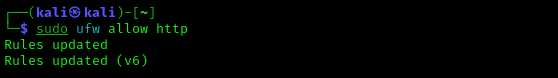 ┌──(kali㉿kali)-[~]
└─$ sudo ufw allow http
Rules updated
Rules updated (v6)